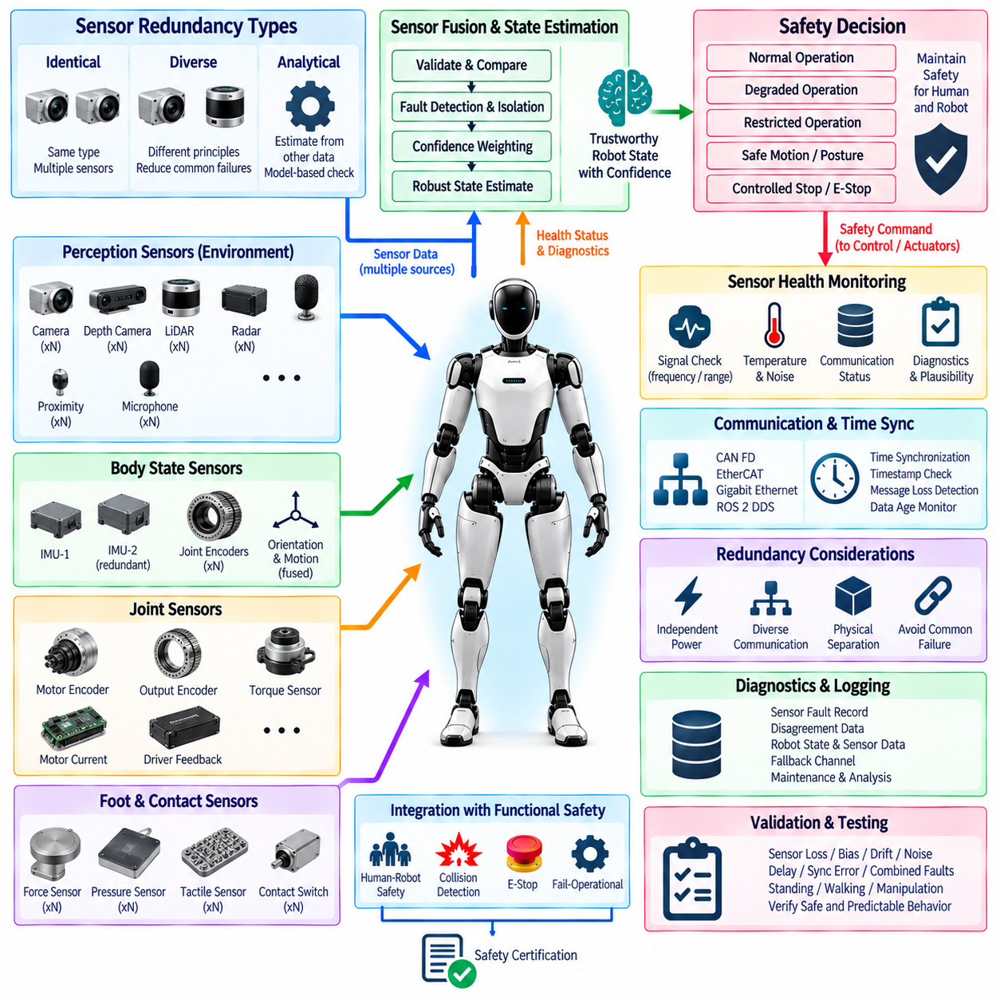 Sensor Redundancy Types
Identical
Same type
Multiple sensors
Diverse
Different principles
Reduce common failures
Analytical
Estimate from
other data
Model-based check
Sensor Fusion & State Estimation
Validate & Compare
Fault Detection & Isolation
Confidence Weighting
Robust State Estimate
Trustworthy
Robot State
with Confidence
Safety Decision
Normal Operation
Degraded Operation
Restricted Operation
Safe Motion / Posture
Controlled Stop / E-Stop
Maintain
Safety
for Human
and Robot
Sensor Data
(multiple sources)
Health Status
& Diagnostics
Safety Command
(to Control / Actuators)
Perception Sensors (Environment)
Camera
(xN)
Depth Camera
(xN)
LiDAR
(xN)
Radar
(xN)
Proximity
(xN)
Microphone
(xN)
Body State Sensors
IMU-1
IMU-2
(redundant)
Joint Encoders
(xN)
Orientation
& Motion
(fused)
Joint Sensors
Motor Encoder
Output Encoder
Torque Sensor
Motor Current
Driver Feedback
Foot & Contact Sensors
Force Sensor
(xN)
Pressure Sensor
(xN)
Tactile Sensor
(xN)
Contact Switch
(xN)
Integration with Functional Safety
Human-Robot
Safety
Collision
Detection
E-Stop
Fail-Operational
Safety Certification
Sensor Health Monitoring
Signal Check
(frequency / range)
Temperature
& Noise
Communication
Status
Diagnostics
& Plausibility
Communication & Time Sync
CAN FD
EtherCAT
Gigabit Ethernet
ROS 2 DDS
Time Synchronization
Timestamp Check
Message Loss Detection
Data Age Monitor
Redundancy Considerations
Independent
Power
Diverse
Communication
Physical
Separation
Avoid Common
Failure
Diagnostics & Logging
Sensor Fault Record
Disagreement Data
Robot State & Sensor Data
Fallback Channel
Maintenance & Analysis
Validation & Testing
Sensor Loss / Bias / Drift / Noise
Delay / Sync Error / Combined Faults
Standing / Walking / Manipulation
Verify Safe and Predictable Behavior